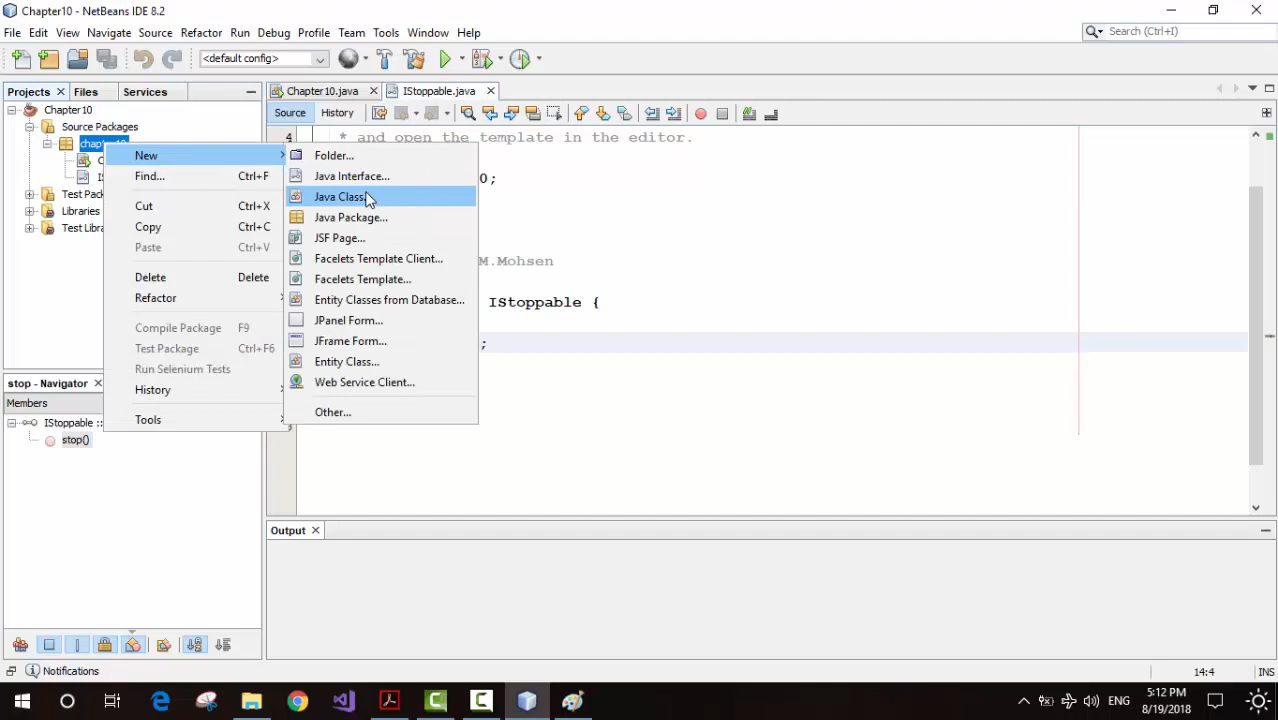 Chapter10 - NetBeans IDE 8.2
File Edit View Navigate Source Refactor Run Debug Profile Team Tools Window Help
Search (Ctrl+I)
<default config>
Projects Files Services
Chapter10.java IStoppable.java
Source History
Chapter10
Source Packages
chap
C
IS
Test Pac
Libraries
Test Libra
New
Find... Ctrl+F
Cut Ctrl+X
Copy Ctrl+C
Paste Ctrl+V
Delete Delete
Refactor
Compile Package F9
Test Package Ctrl+F6
Run Selenium Tests
History
Tools
Folder...
Java Interface...
Java Class
Java Package...
JSF Page...
Facelets Template Client...
Facelets Template...
Entity Classes from Database...
JPanel Form...
JFrame Form...
Entity Class...
Web Service Client...
Other...
4 * and open the template in the editor.
0;
M.Mohsen
IStoppable {
;
stop - Navigator
Members
IStoppable ::
stop()
Output
Notifications
14:4 INS
ENG
5:12 PM
8/19/2018